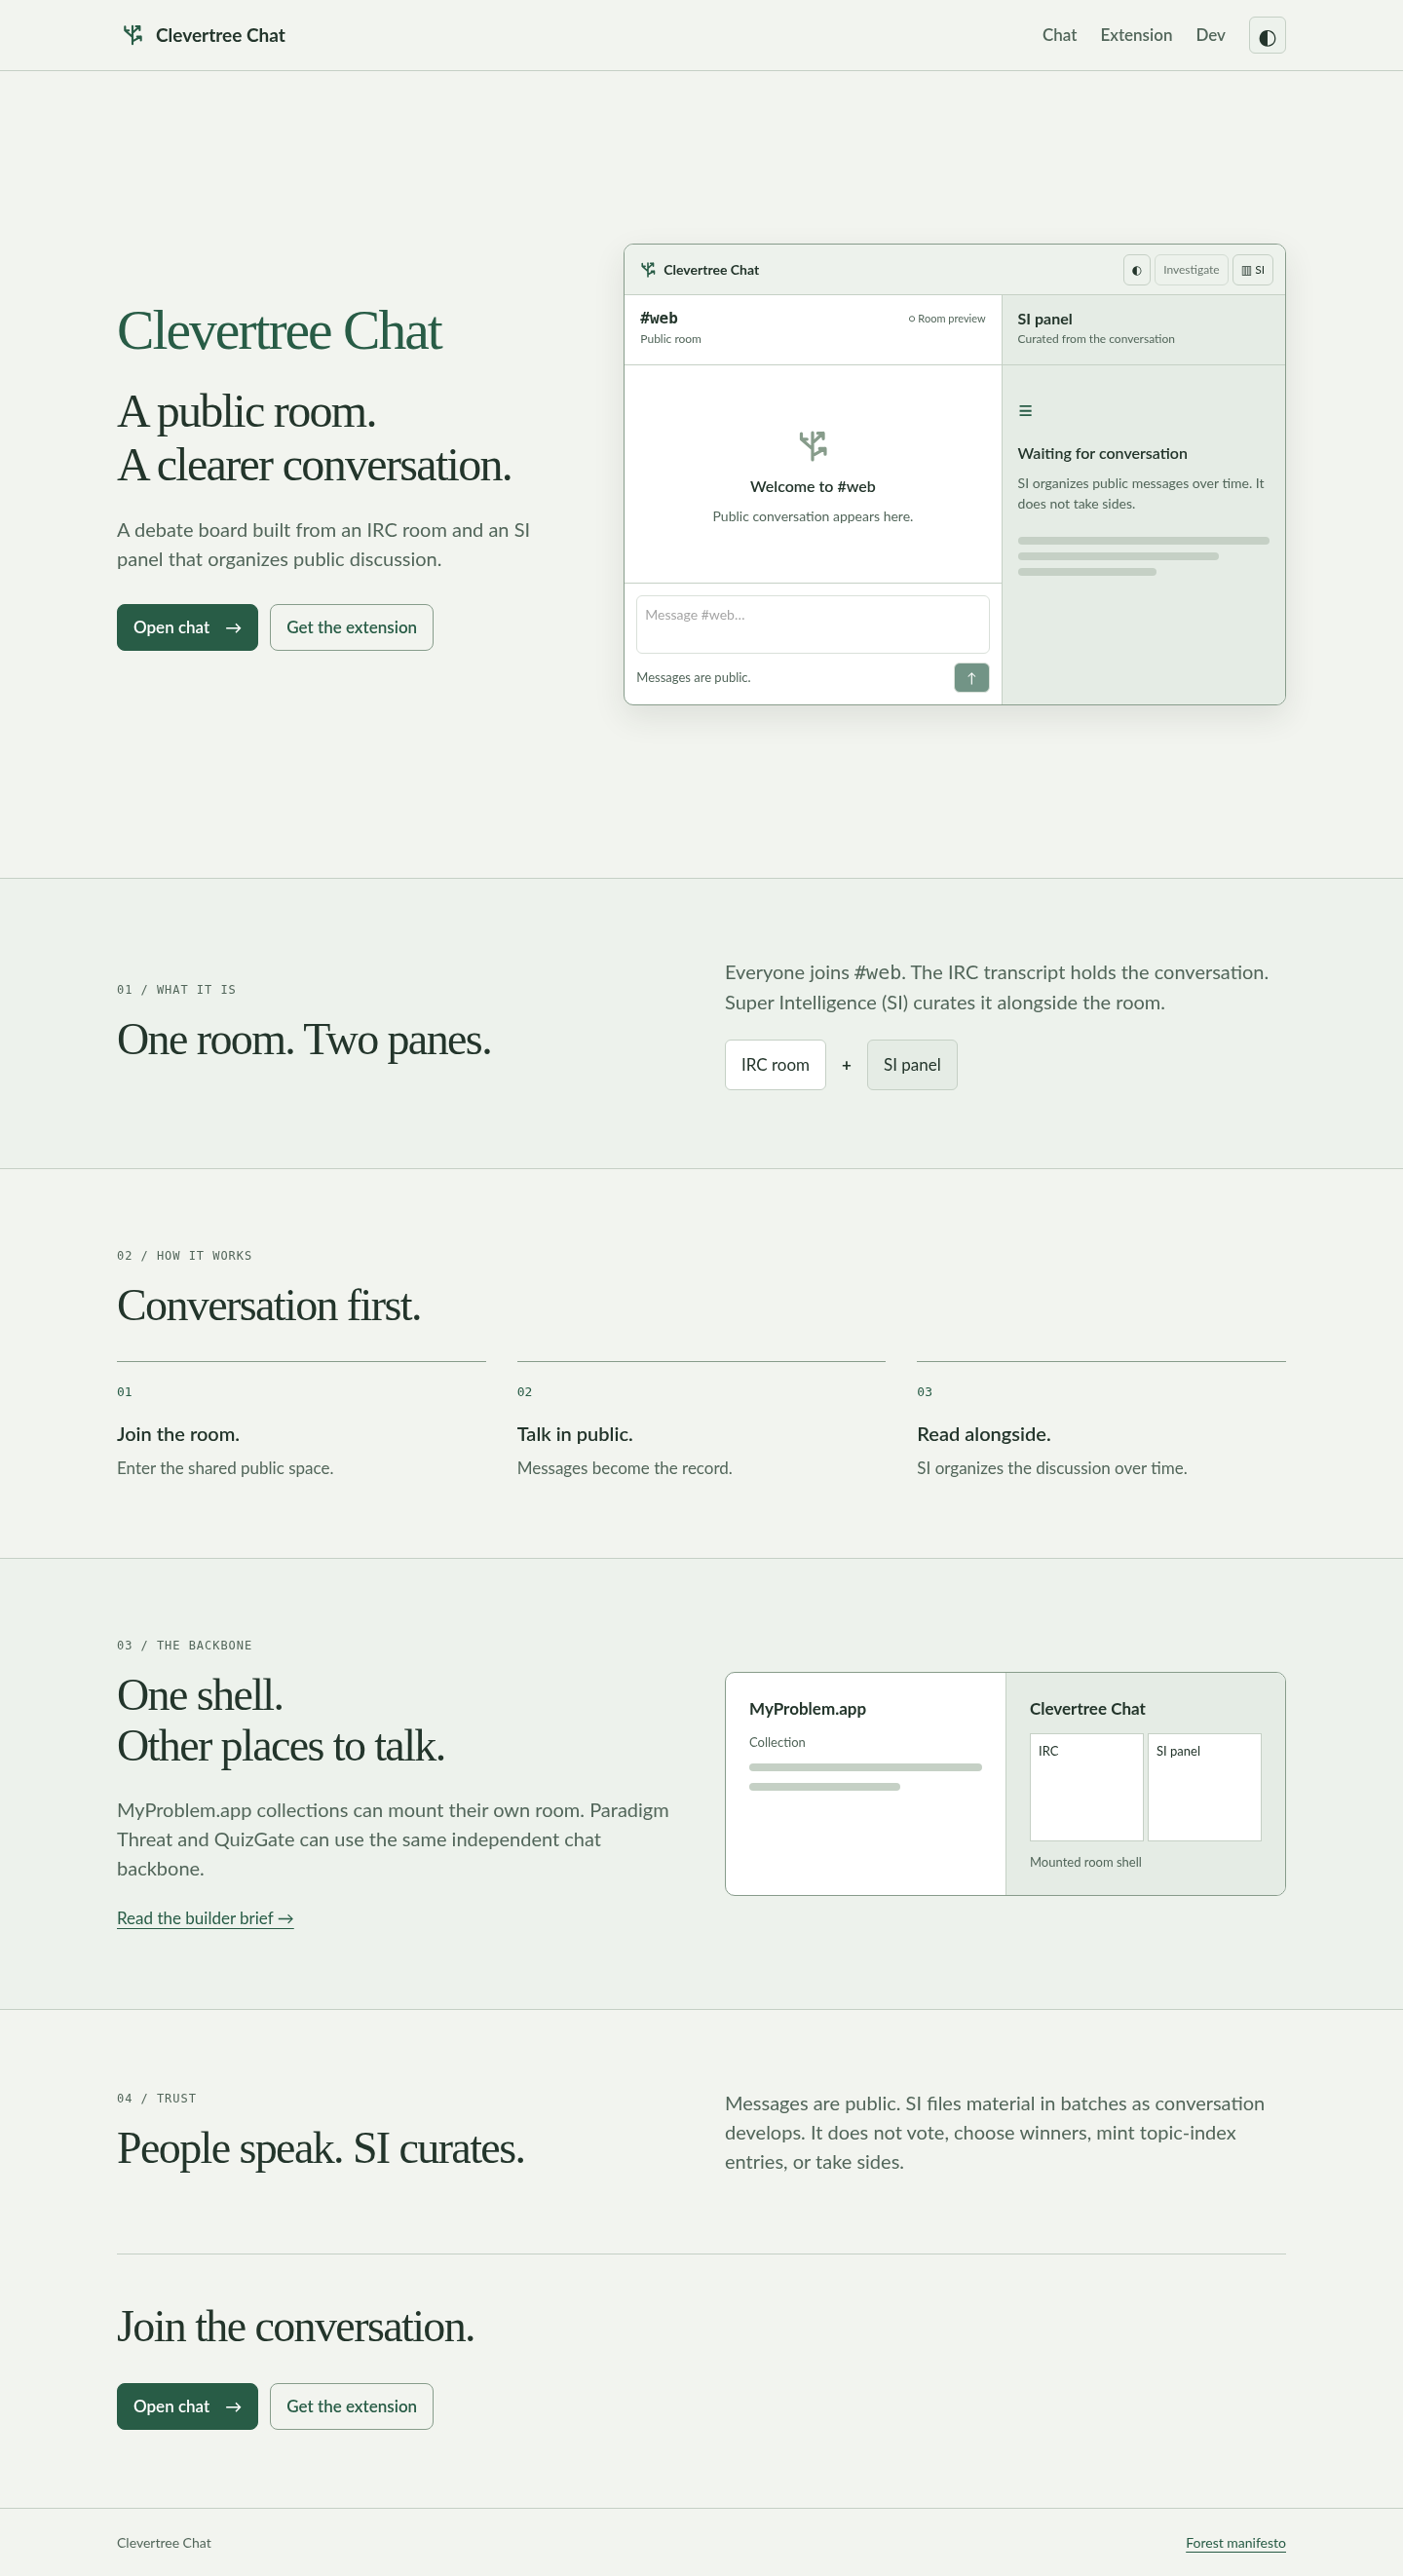 Clevertree Chat
Chat Extension Dev
Clevertree Chat
A public room.
A clearer conversation.
A debate board built from an IRC room and an SI
panel that organizes public discussion.
Open chat →
Get the extension
Clevertree Chat
Investigate
SI
#web
Room preview
Public room
Welcome to #web
Public conversation appears here.
Message #web...
Messages are public.
↑
SI panel
Curated from the conversation
Waiting for conversation
SI organizes public messages over time. It
does not take sides.
01 / WHAT IT IS
One room. Two panes.
Everyone joins #web. The IRC transcript holds the conversation.
Super Intelligence (SI) curates it alongside the room.
IRC room + SI panel
02 / HOW IT WORKS
Conversation first.
01
Join the room.
Enter the shared public space.
02
Talk in public.
Messages become the record.
03
Read alongside.
SI organizes the discussion over time.
03 / THE BACKBONE
One shell.
Other places to talk.
MyProblem.app collections can mount their own room. Paradigm
Threat and QuizGate can use the same independent chat
backbone.
Read the builder brief →
MyProblem.app
Collection
Clevertree Chat
IRC
SI panel
Mounted room shell
04 / TRUST
People speak. SI curates.
Messages are public. SI files material in batches as conversation
develops. It does not vote, choose winners, mint topic-index
entries, or take sides.
Join the conversation.
Open chat →
Get the extension
Clevertree Chat
Forest manifesto